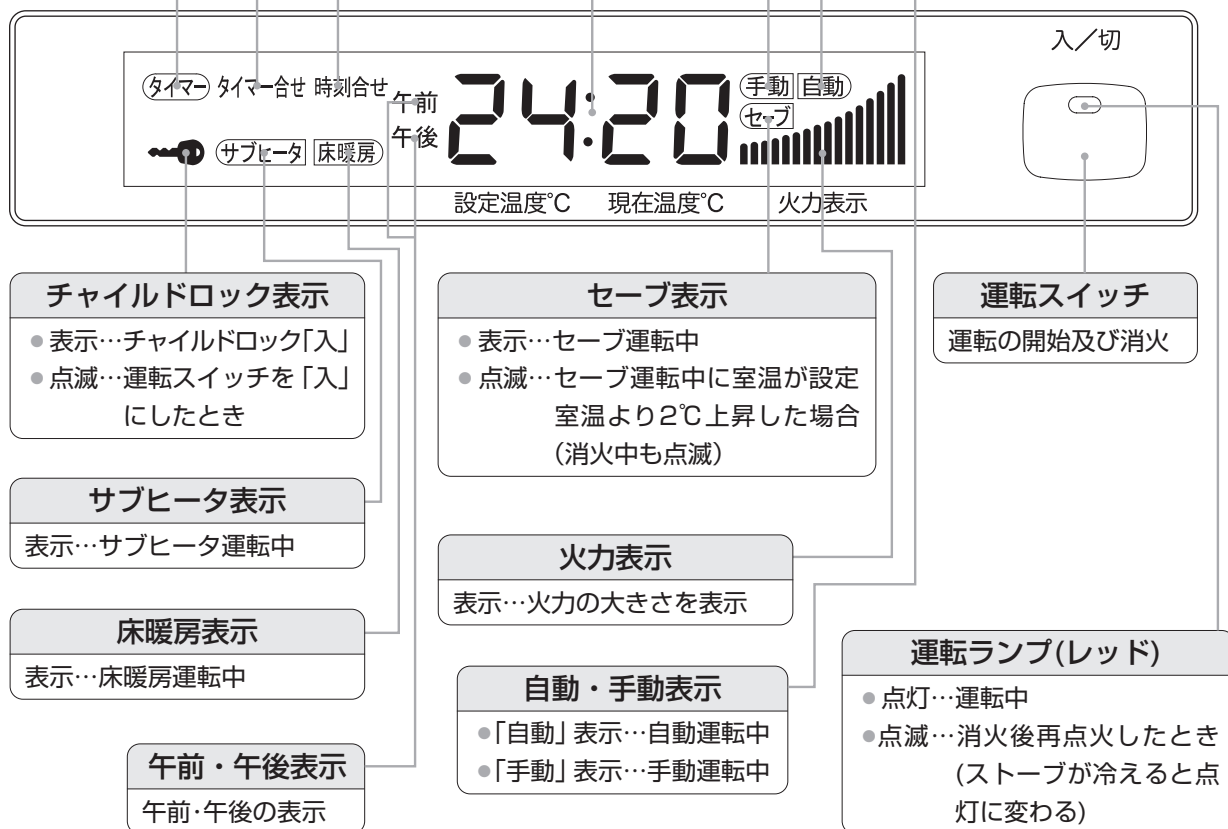 入／切
タイマー タイマー合せ 時刻合せ
午前
午後
24:20
手動 自動
セーブ
サブヒータ 床暖房
設定温度℃ 現在温度℃ 火力表示
チャイルドロック表示
●表示…チャイルドロック「入」
●点滅…運転スイッチを「入」
にしたとき
セーブ表示
●表示…セーブ運転中
●点滅…セーブ運転中に室温が設定
室温より2℃上昇した場合
（消火中も点滅）
運転スイッチ
運転の開始及び消火
サブヒータ表示
表示…サブヒータ運転中
火力表示
表示…火力の大きさを表示
床暖房表示
表示…床暖房運転中
自動・手動表示
●「自動」表示…自動運転中
●「手動」表示…手動運転中
運転ランプ(レッド)
●点灯…運転中
●点滅…消火後再点火したとき
(ストーブが冷えると点
灯に変わる)
午前・午後表示
午前・午後の表示